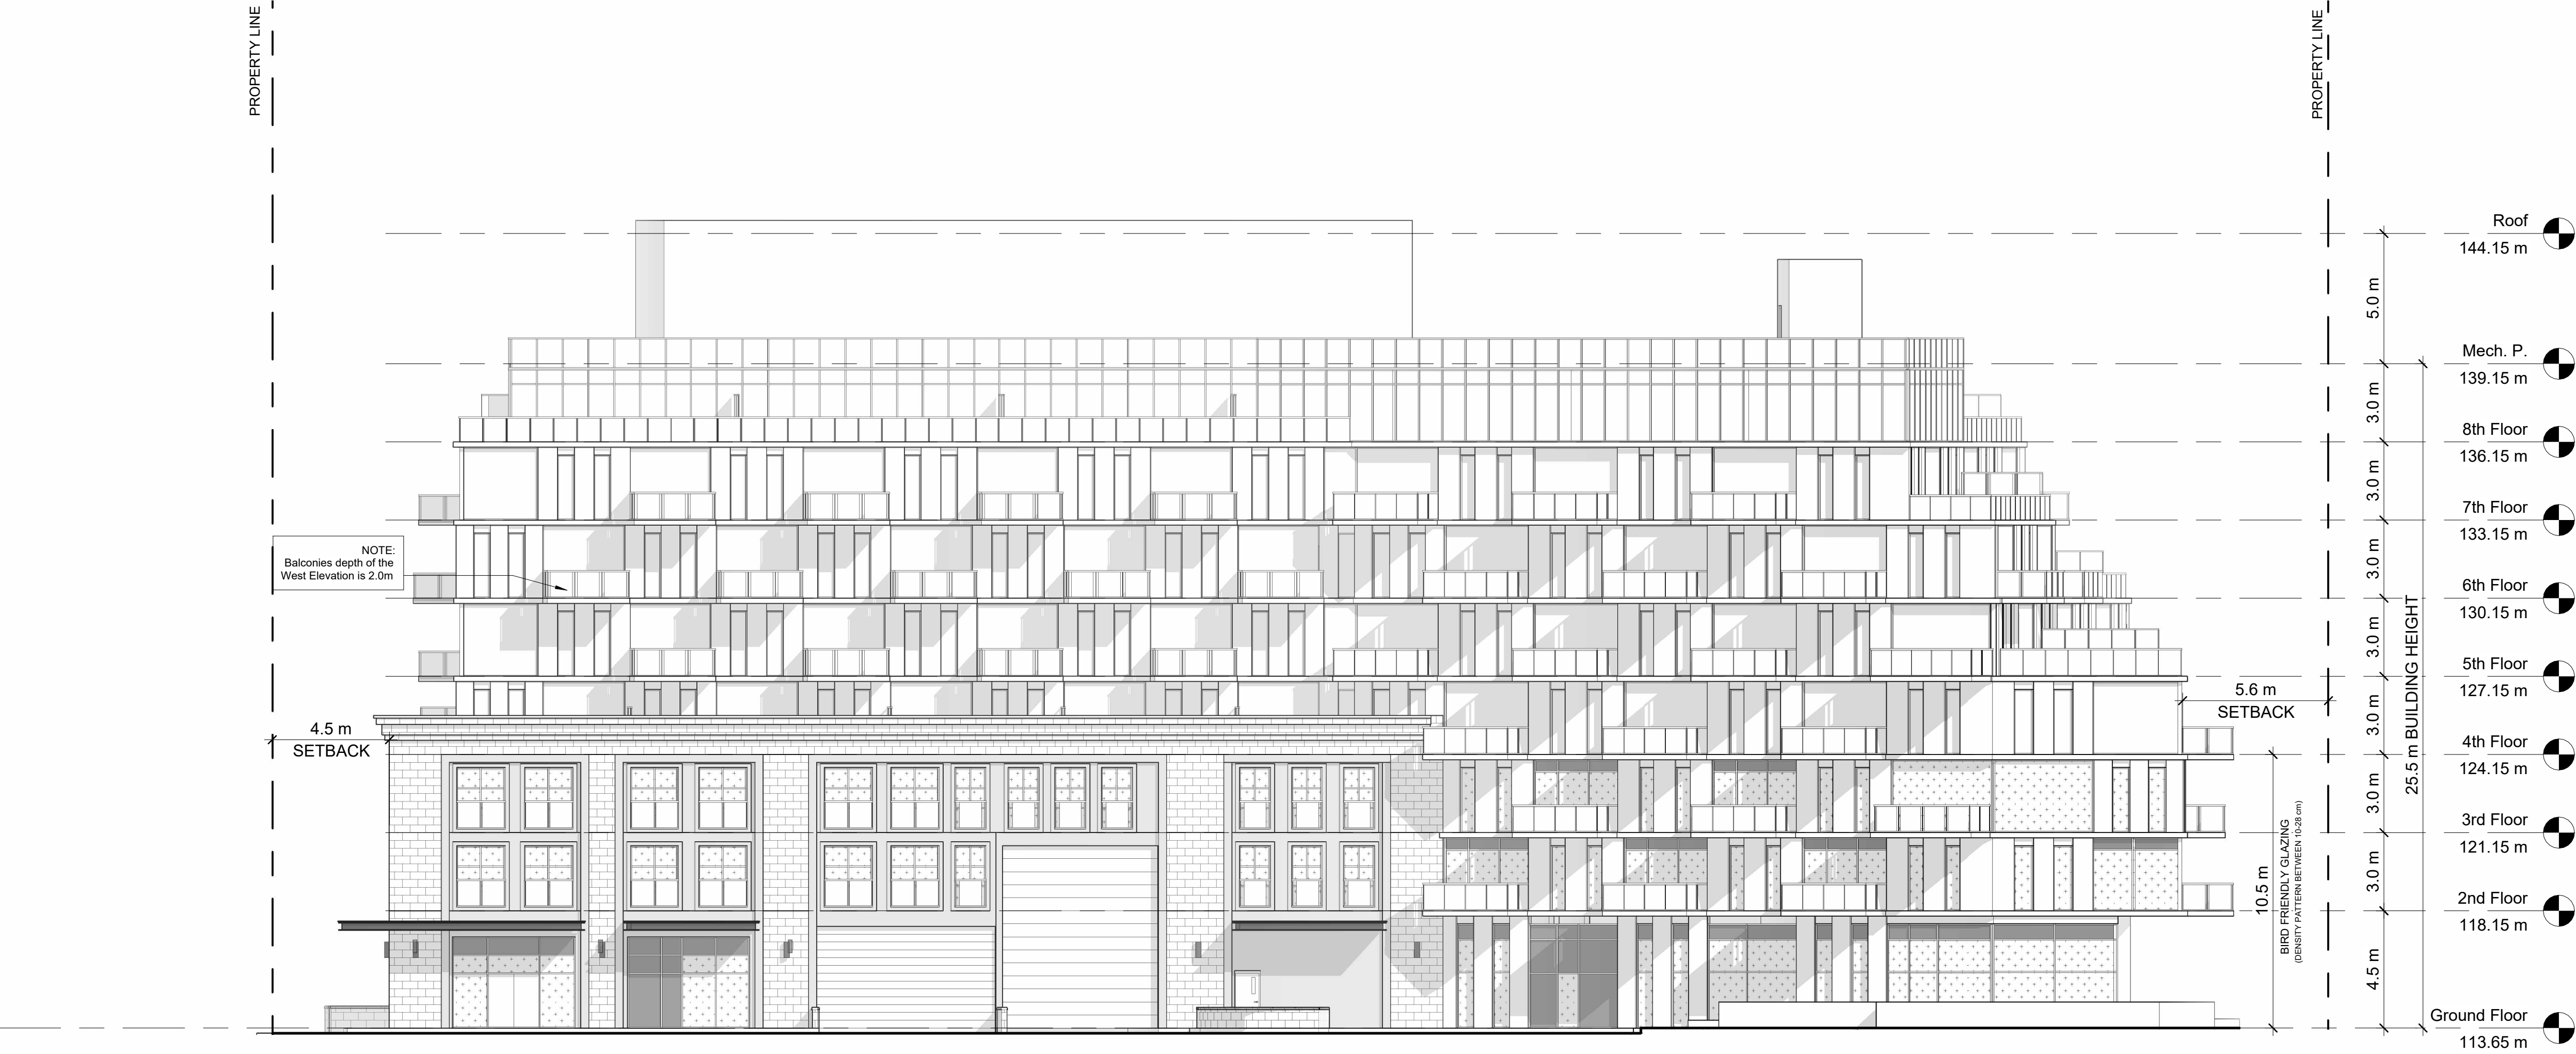 PROPERTY LINE
PROPERTY LINE
Roof
144.15 m
5.0 m
Mech. P.
139.15 m
3.0 m
8th Floor
136.15 m
3.0 m
7th Floor
133.15 m
NOTE:
Balconies depth of the
West Elevation is 2.0m
3.0 m
6th Floor
130.15 m
3.0 m
25.5 m BUILDING HEIGHT
5th Floor
127.15 m
5.6 m
SETBACK
3.0 m
4.5 m
SETBACK
4th Floor
124.15 m
3.0 m
3rd Floor
121.15 m
10.5 m
BIRD FRIENDLY GLAZING
(DENSITY PATTERN BETWEEN 10-28 cm)
3.0 m
2nd Floor
118.15 m
4.5 m
Ground Floor
113.65 m